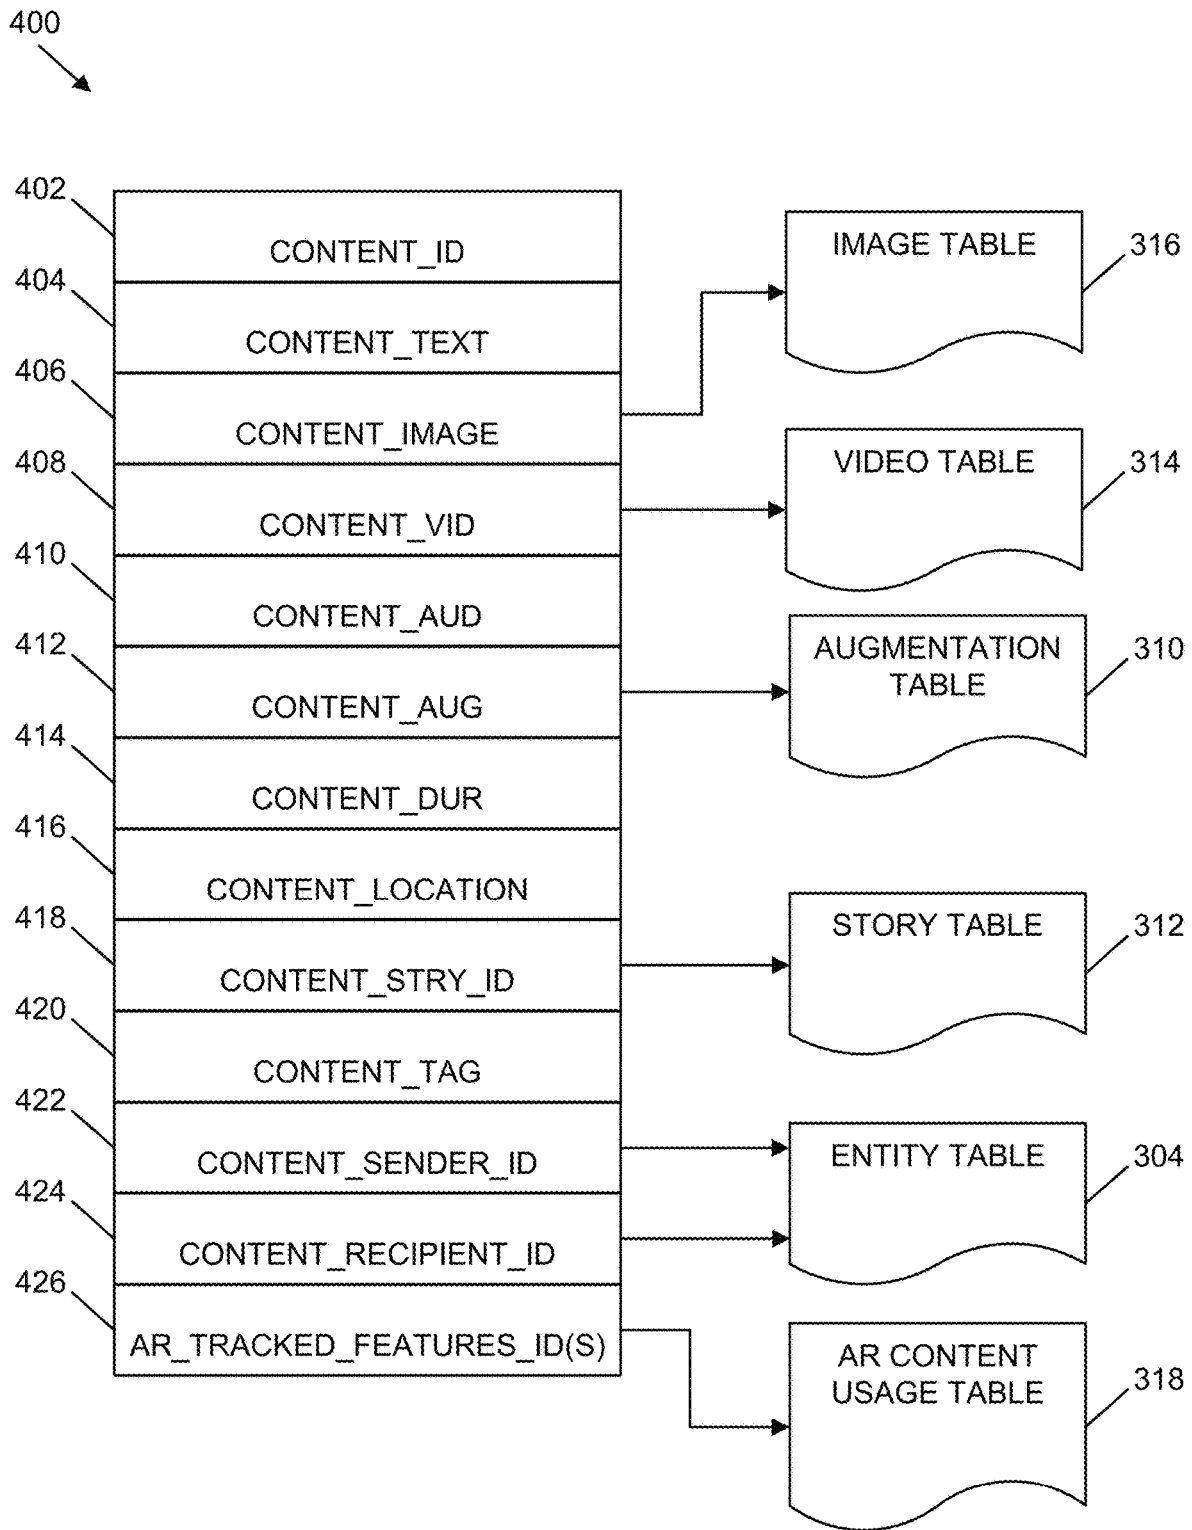 400
402
CONTENT_ID
404
CONTENT_TEXT
406
CONTENT_IMAGE
408
CONTENT_VID
410
CONTENT_AUD
412
CONTENT_AUG
414
CONTENT_DUR
416
CONTENT_LOCATION
418
CONTENT_STRY_ID
420
CONTENT_TAG
422
CONTENT_SENDER_ID
424
CONTENT_RECIPIENT_ID
426
AR_TRACKED_FEATURES_ID(S)
IMAGE TABLE
316
VIDEO TABLE
314
AUGMENTATION
TABLE
310
STORY TABLE
312
ENTITY TABLE
304
AR CONTENT
USAGE TABLE
318